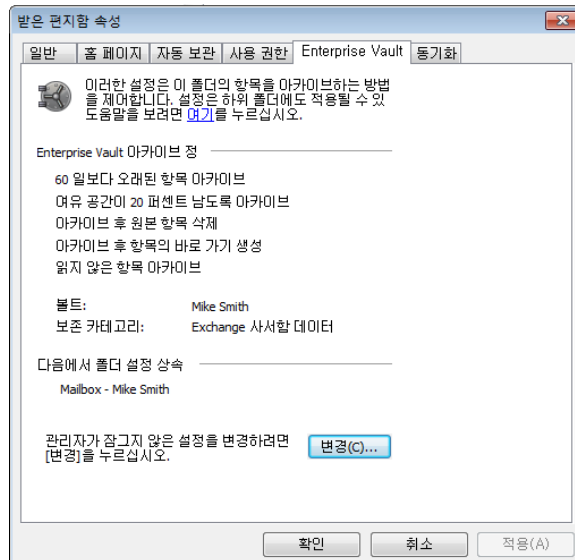 받은 편지함 속성
일반 홈 페이지 자동 보관 사용 권한 Enterprise Vault 동기화
이러한 설정은 이 폴더의 항목을 아카이브하는 방법
을 제어합니다. 설정은 하위 폴더에도 적용될 수 있
도움말을 보려면 여기를 누르십시오.
Enterprise Vault 아카이브 정
60 일보다 오래된 항목 아카이브
여유 공간이 20 퍼센트 남도록 아카이브
아카이브 후 원본 항목 삭제
아카이브 후 항목의 바로 가기 생성
읽지 않은 항목 아카이브
볼트: Mike Smith
보존 카테고리: Exchange 사서함 데이터
다음에서 폴더 설정 상속
Mailbox - Mike Smith
관리자가 잠그지 않은 설정을 변경하려면
[변경]을 누르십시오.
변경(C)...
확인 취소 적용(A)